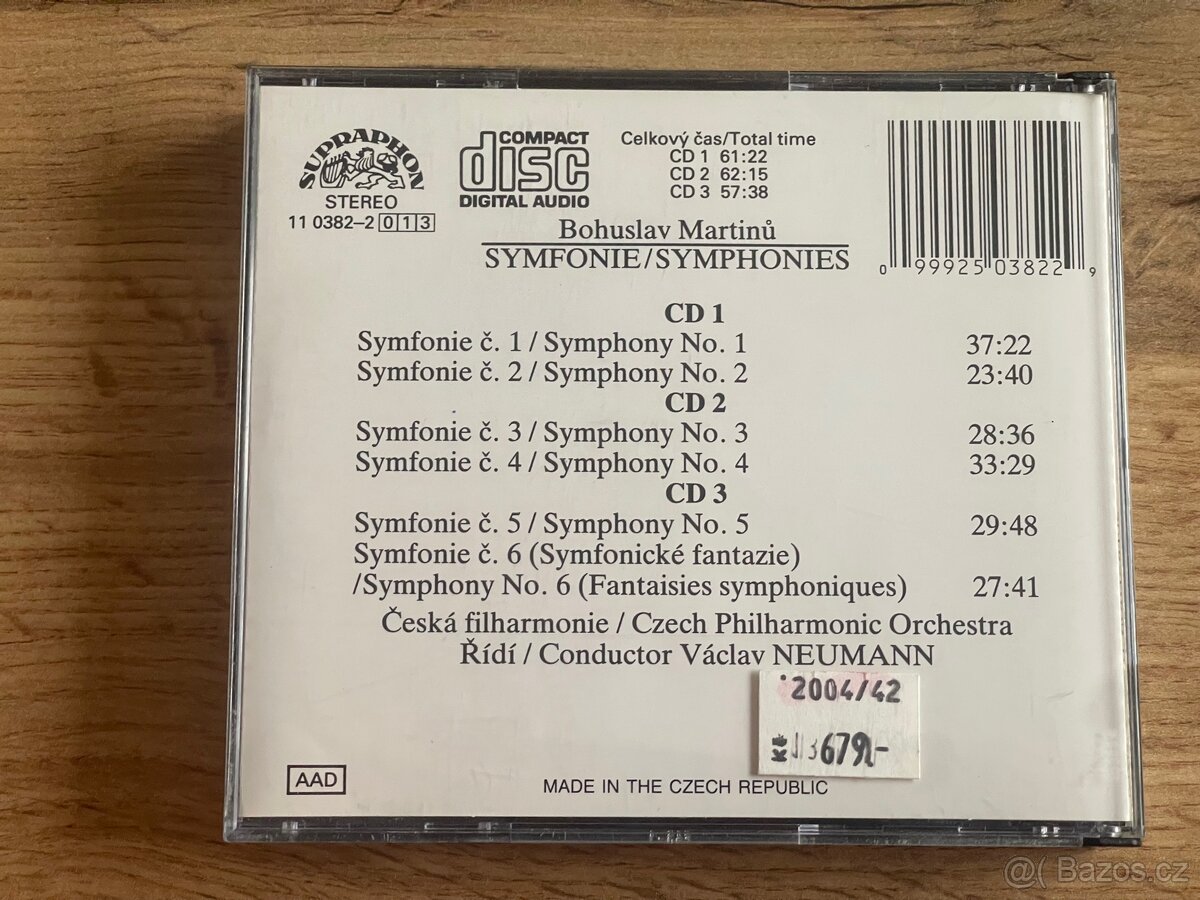 SUPRAPHON
STEREO
11 0382-2 013
COMPACT
disc
DIGITAL AUDIO
Celkový čas/Total time
CD 1 61:22
CD 2 62:15
CD 3 57:38
0 99925 03822 9
Bohuslav Martinů
SYMFONIE/SYMPHONIES
CD 1
Symfonie č. 1 / Symphony No. 1 37:22
Symfonie č. 2 / Symphony No. 2 23:40
CD 2
Symfonie č. 3 / Symphony No. 3 28:36
Symfonie č. 4 / Symphony No. 4 33:29
CD 3
Symfonie č. 5 / Symphony No. 5 29:48
Symfonie č. 6 (Symfonické fantazie)
/Symphony No. 6 (Fantaisies symphoniques) 27:41
Česká filharmonie / Czech Philharmonic Orchestra
Řídí / Conductor Václav NEUMANN
2004/42
Kč
AAD
MADE IN THE CZECH REPUBLIC
@( Bazos.cz